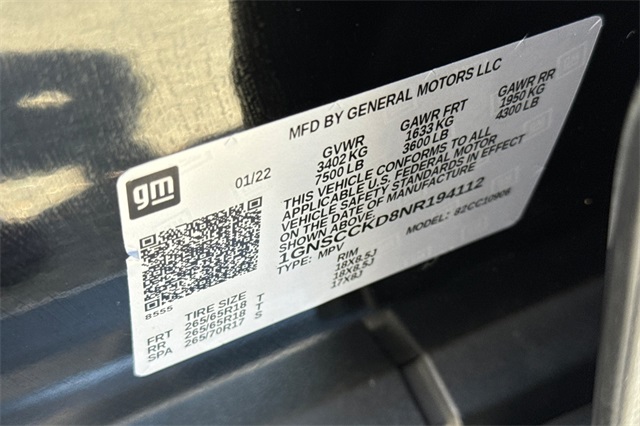 MFD BY GENERAL MOTORS LLC
gm
01/22
GVWR
3402 KG
7500 LB
GAWR FRT
1633 KG
3600 LB
GAWR RR
1950 KG
4300 LB
THIS VEHICLE CONFORMS TO ALL
APPLICABLE U.S. FEDERAL MOTOR
VEHICLE SAFETY STANDARDS IN EFFECT
ON THE DATE OF MANUFACTURE
SHOWN ABOVE.
1GNSCCKD8NR194112
TYPE: MPV
MODEL: 82CC10906
8555
TIRE SIZE
RIM
FRT 265/65R18 T 18X8.5J
RR 265/65R18 T 18X8.5J
SPA 265/70R17 S 17X8J